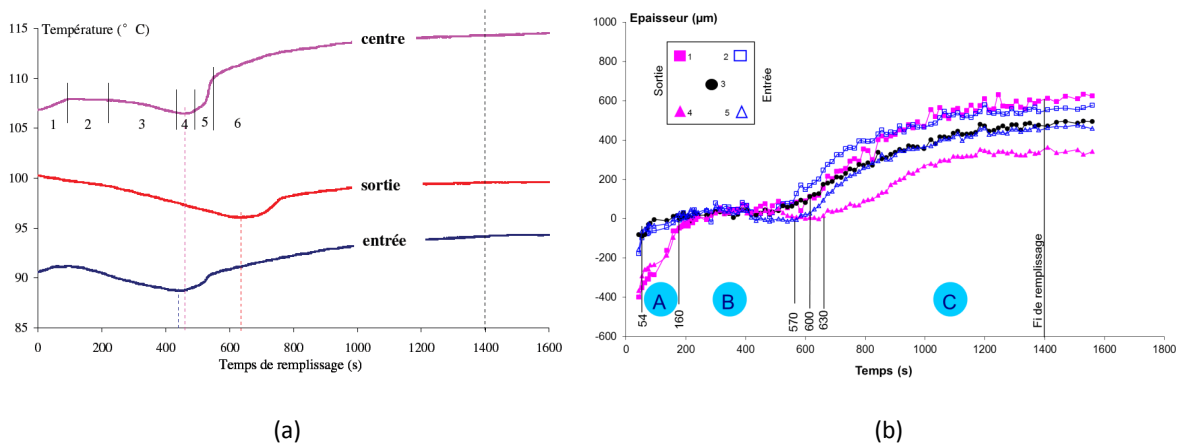 Température (° C)
115
110
105
100
95
90
85
centre
sortie
entrée
1 2 3 4 5 6
0 200 400 600 800 1000 1200 1400 1600
Temps de remplissage (s)
(a)
Epaisseur (µm)
1000
800
600
400
200
0
-200
-400
-600
1 2
3
4 5
Sortie
Entrée
A B C
54
160
570
600
630
Fi de remplissage
0 200 400 600 800 1000 1200 1400 1600 1800
Temps (s)
(b)